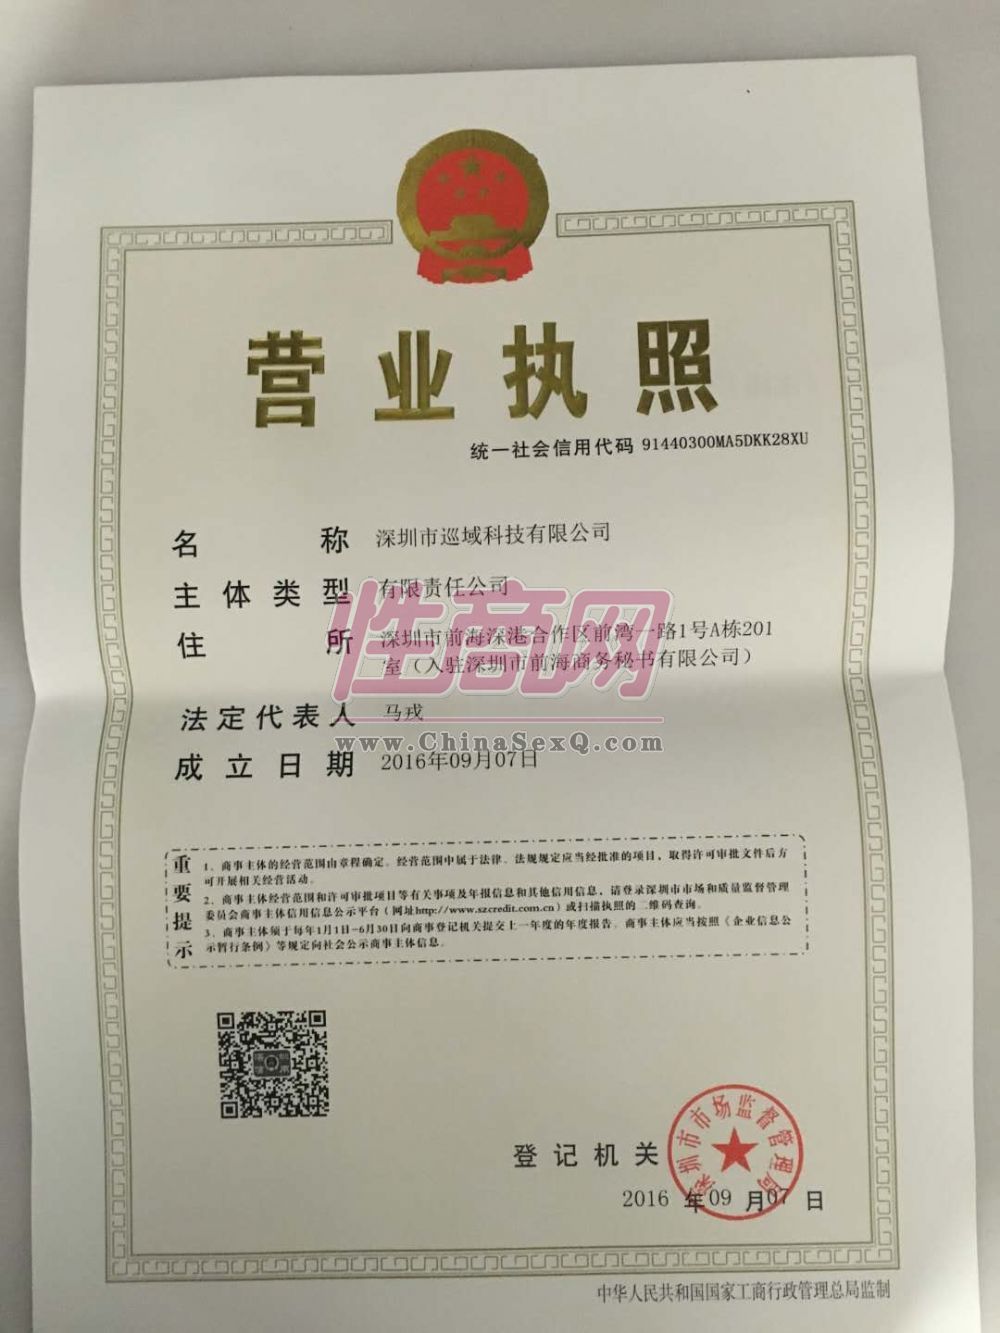 营业执照
统一社会信用代码 91440300MA5DKK28XU
名称 深圳市巡域科技有限公司
主体类型 有限责任公司
住所 深圳市前海深港合作区前湾一路1号A栋201
室（入驻深圳市前海商务秘书有限公司）
法定代表人 马戎
成立日期 2016年09月07日
性商网
www.ChinaSexQ.com
重要提示
1、商事主体的经营范围由章程确定。经营范围中属于法律、法规规定应当经批准的项目，取得许可审批文件后方
可开展相关经营活动。
2、商事主体经营范围和许可审批项目等有关事项及年报信息和其他信用信息，请登录深圳市市场和质量监督管理
委员会商事主体信用信息公示平台（网址http://www.szcredit.com.cn）或扫描执照的二维码查询。
3、商事主体须于每年1月1日-6月30日向商事登记机关提交上一年度的年度报告。商事主体应当按照《企业信息公
示暂行条例》等规定向社会公示商事主体信息。
登记机关
深圳市市场监督管理局
2016 年 09 月 07 日
中华人民共和国国家工商行政管理总局监制